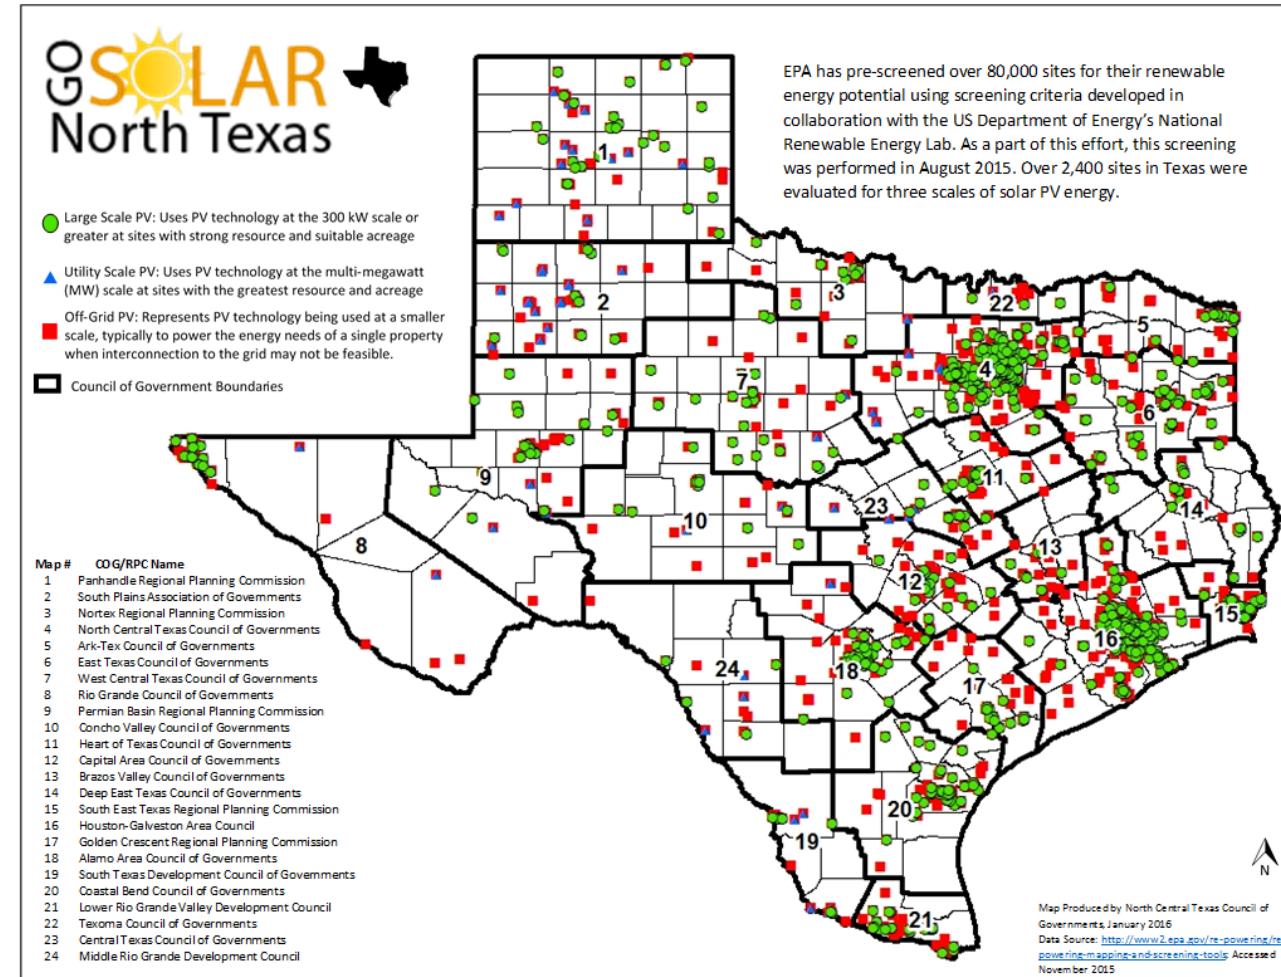 GO SOLAR
North Texas
EPA has pre-screened over 80,000 sites for their renewable
energy potential using screening criteria developed in
collaboration with the US Department of Energy's National
Renewable Energy Lab. As a part of this effort, this screening
was performed in August 2015. Over 2,400 sites in Texas were
evaluated for three scales of solar PV energy.
Large Scale PV: Uses PV technology at the 300 kW scale or
greater at sites with strong resource and suitable acreage
Utility Scale PV: Uses PV technology at the multi-megawatt
(MW) scale at sites with the greatest resource and acreage
Off-Grid PV: Represents PV technology being used at a smaller
scale, typically to power the energy needs of a single property
when interconnection to the grid may not be feasible.
Council of Government Boundaries
1
2
3
22
5
4
7
6
9
11
23
14
10
8
13
12
15
16
24
18
17
20
19
21
Map # COG/RPC Name
1 Panhandle Regional Planning Commission
2 South Plains Association of Governments
3 Nortex Regional Planning Commission
4 North Central Texas Council of Governments
5 Ark-Tex Council of Governments
6 East Texas Council of Governments
7 West Central Texas Council of Governments
8 Rio Grande Council of Governments
9 Permian Basin Regional Planning Commission
10 Concho Valley Council of Governments
11 Heart of Texas Council of Governments
12 Capital Area Council of Governments
13 Brazos Valley Council of Governments
14 Deep East Texas Council of Governments
15 South East Texas Regional Planning Commission
16 Houston-Galveston Area Council
17 Golden Crescent Regional Planning Commission
18 Alamo Area Council of Governments
19 South Texas Development Council of Governments
20 Coastal Bend Council of Governments
21 Lower Rio Grande Valley Development Council
22 Texoma Council of Governments
23 Central Texas Council of Governments
24 Middle Rio Grande Development Council
N
Map Produced by North Central Texas Council of
Governments, January 2016
Data Source: http://www2.epa.gov/re-powering/re
powering-mapping-and-screening-tools Accessed
November 2015